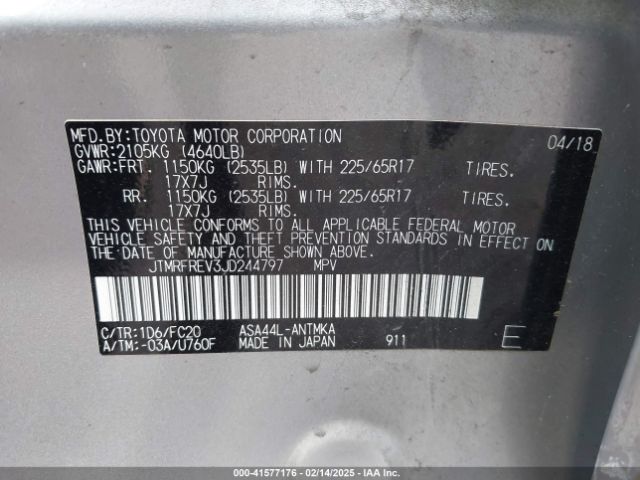 MFD.BY:TOYOTA MOTOR CORPORATION 04/18
GVWR:2105KG (4640LB)
GAWR:FRT. 1150KG (2535LB) WITH 225/65R17 TIRES.
17X7J RIMS.
RR. 1150KG (2535LB) WITH 225/65R17 TIRES.
17X7J RIMS.
THIS VEHICLE CONFORMS TO ALL APPLICABLE FEDERAL MOTOR
VEHICLE SAFETY AND THEFT PREVENTION STANDARDS IN EFFECT ON
THE DATE OF MANUFACTURE SHOWN ABOVE.
JTMRFREV3JD244797 MPV
C/TR:1D6/FC20 ASA44L-ANTMKA
A/TM:-03A/U760F MADE IN JAPAN 911 E
000-41577176 - 02/14/2025 - IAA Inc.